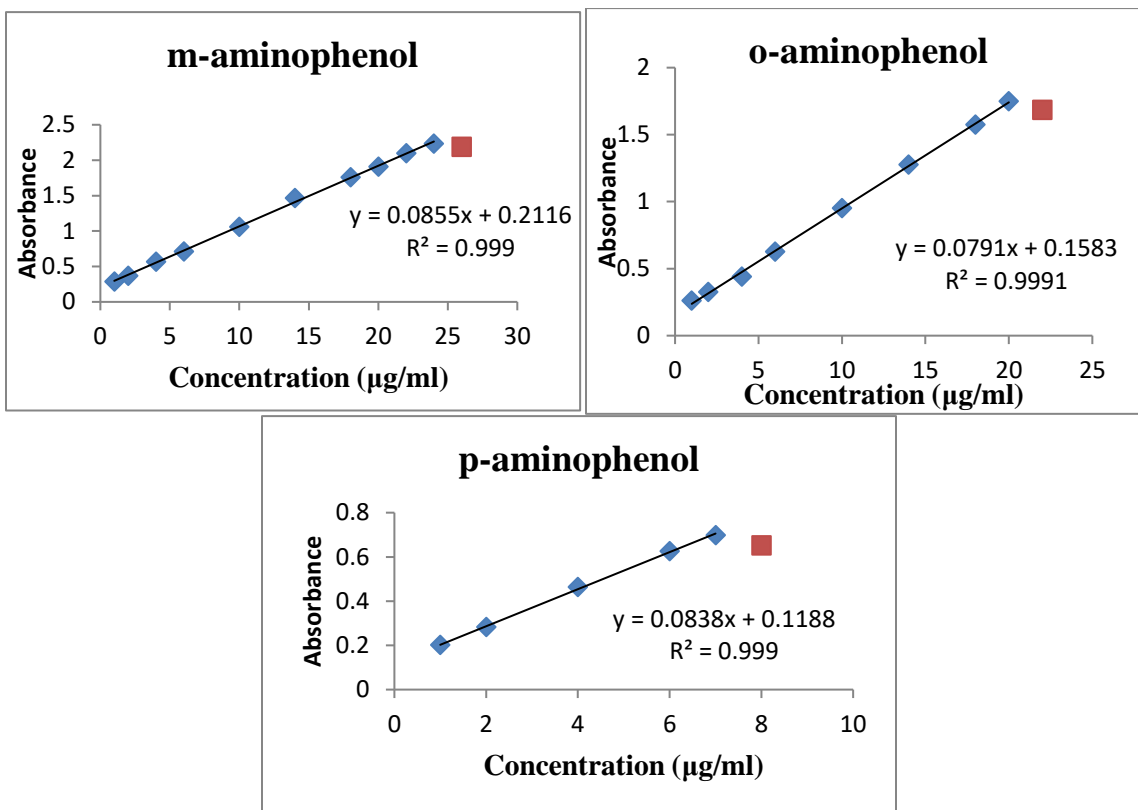 m-aminophenol
Absorbance
2.5
2
1.5
1
0.5
0
0 5 10 15 20 25 30
y = 0.0855x + 0.2116
R² = 0.999
Concentration (µg/ml)
o-aminophenol
Absorbance
2
1.5
1
0.5
0
0 5 10 15 20 25
y = 0.0791x + 0.1583
R² = 0.9991
Concentration (µg/ml)
p-aminophenol
Absorbance
0.8
0.6
0.4
0.2
0
0 2 4 6 8 10
y = 0.0838x + 0.1188
R² = 0.999
Concentration (µg/ml)